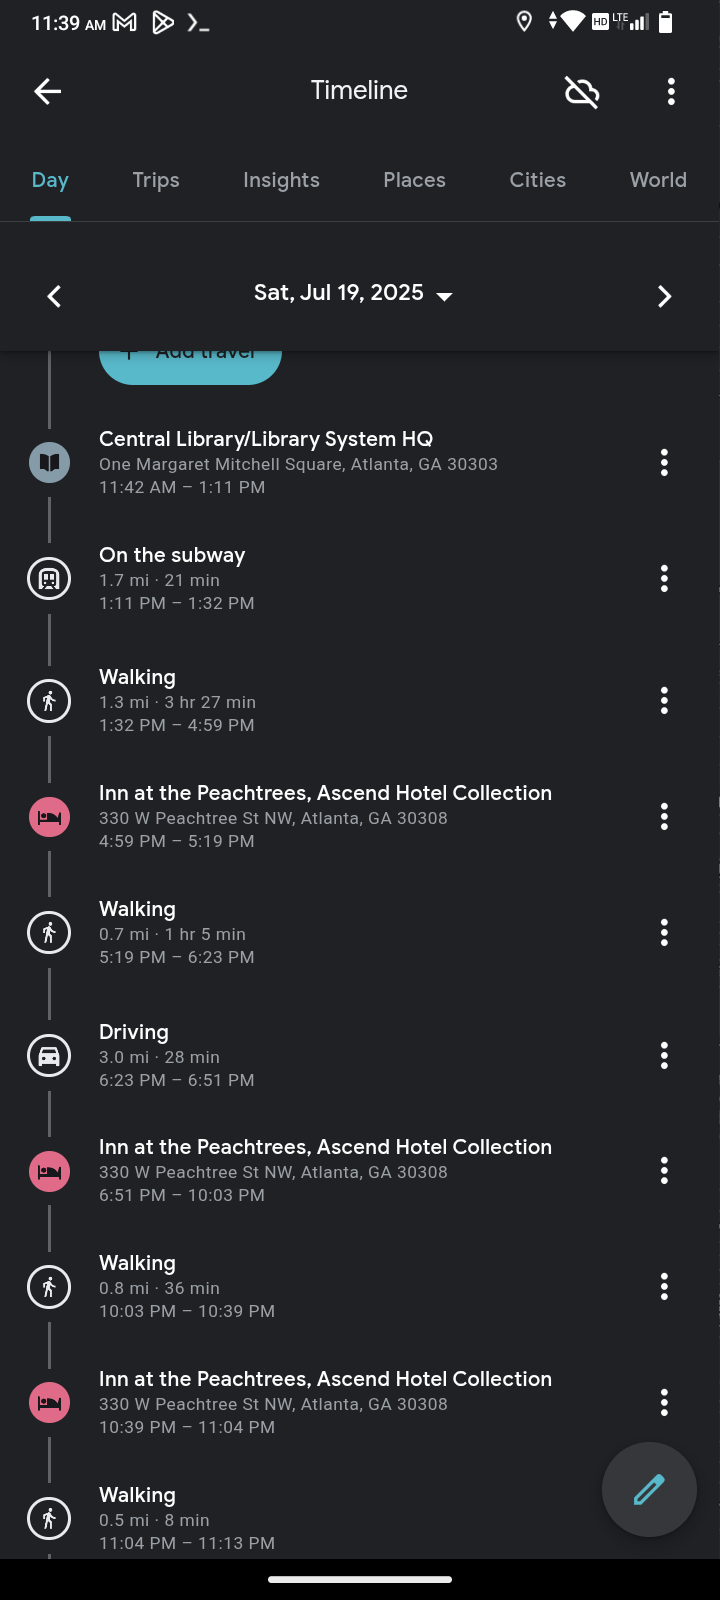 11:39 AM
HD LTE
Timeline
Day Trips Insights Places Cities World
Sat, Jul 19, 2025
+ Add travel
Central Library/Library System HQ
One Margaret Mitchell Square, Atlanta, GA 30303
11:42 AM – 1:11 PM
On the subway
1.7 mi · 21 min
1:11 PM – 1:32 PM
Walking
1.3 mi · 3 hr 27 min
1:32 PM – 4:59 PM
Inn at the Peachtrees, Ascend Hotel Collection
330 W Peachtree St NW, Atlanta, GA 30308
4:59 PM – 5:19 PM
Walking
0.7 mi · 1 hr 5 min
5:19 PM – 6:23 PM
Driving
3.0 mi · 28 min
6:23 PM – 6:51 PM
Inn at the Peachtrees, Ascend Hotel Collection
330 W Peachtree St NW, Atlanta, GA 30308
6:51 PM – 10:03 PM
Walking
0.8 mi · 36 min
10:03 PM – 10:39 PM
Inn at the Peachtrees, Ascend Hotel Collection
330 W Peachtree St NW, Atlanta, GA 30308
10:39 PM – 11:04 PM
Walking
0.5 mi · 8 min
11:04 PM – 11:13 PM